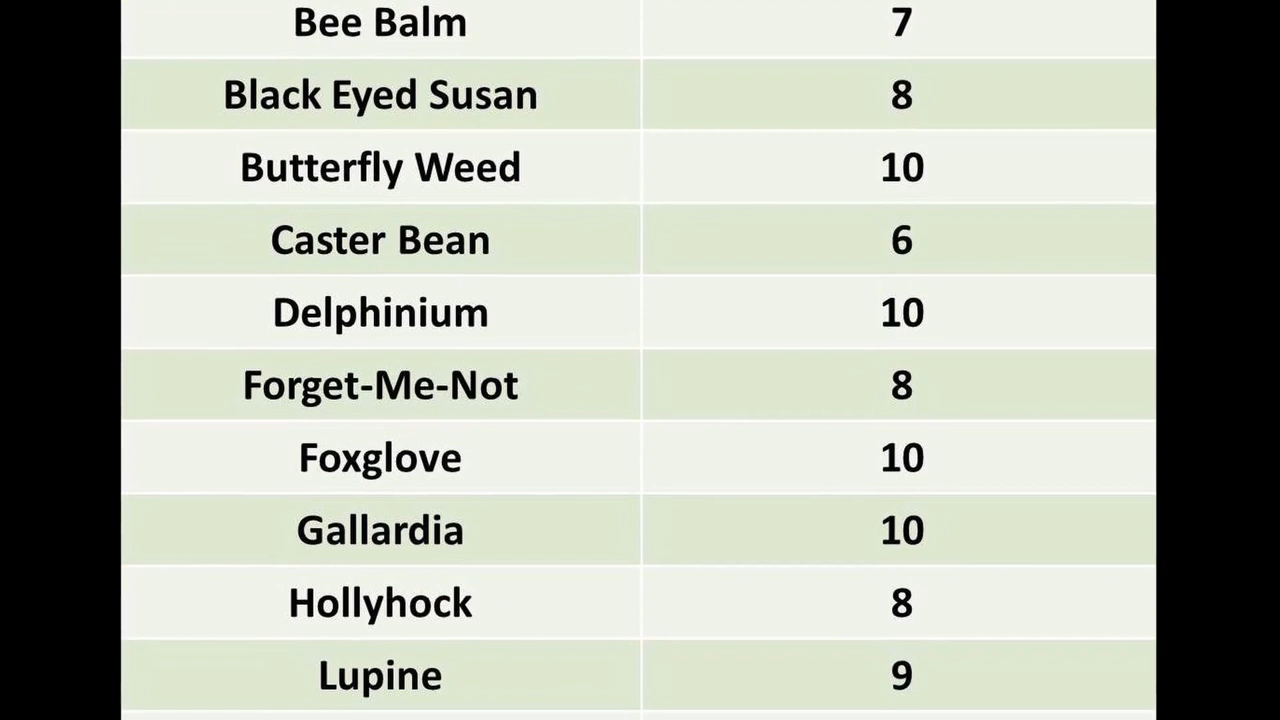 Bee Balm 7
Black Eyed Susan 8
Butterfly Weed 10
Caster Bean 6
Delphinium 10
Forget-Me-Not 8
Foxglove 10
Gallardia 10
Hollyhock 8
Lupine 9